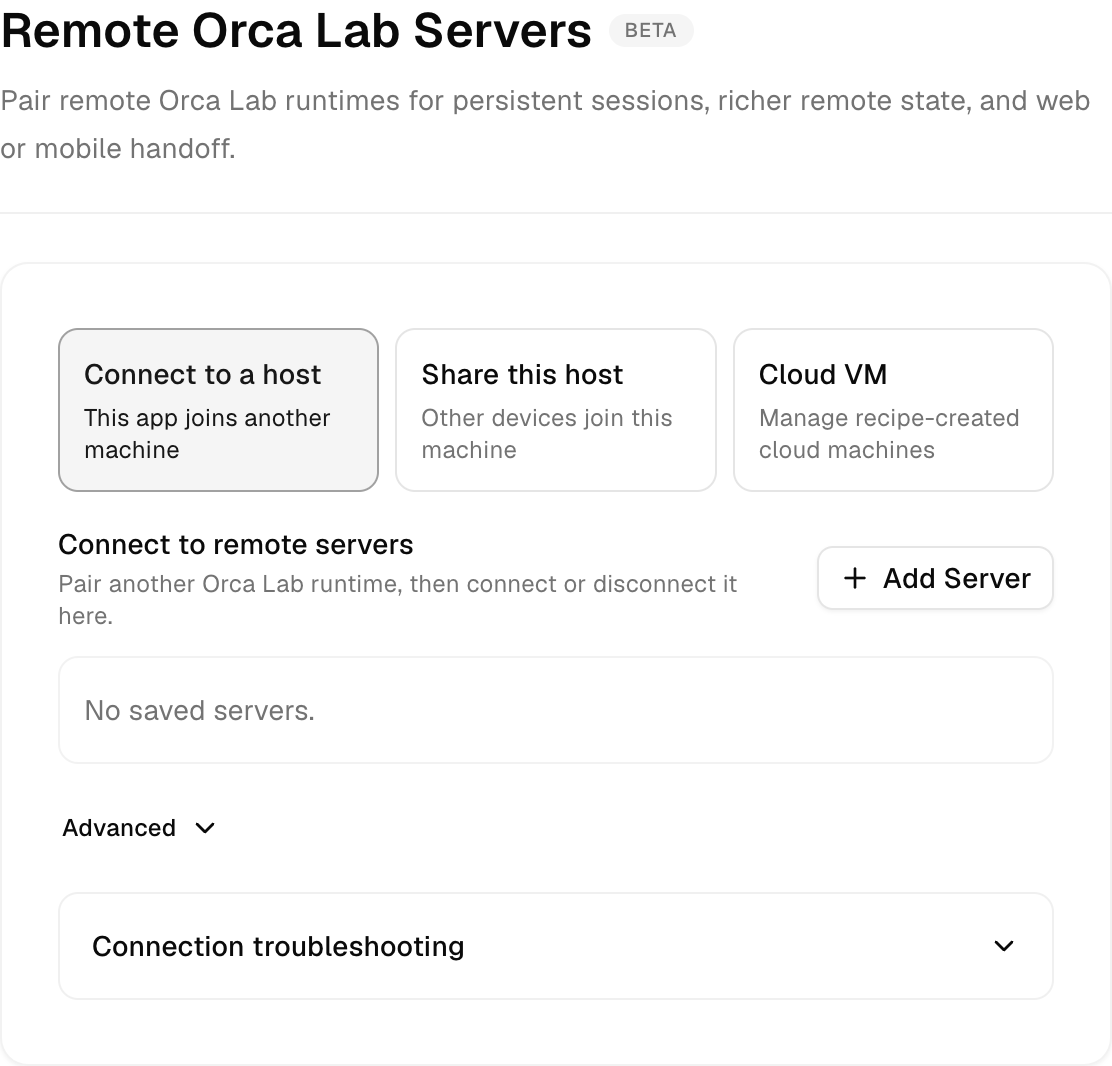 Remote Orca Lab Servers BETA
Pair remote Orca Lab runtimes for persistent sessions, richer remote state, and web
or mobile handoff.
Connect to a host
This app joins another
machine
Share this host
Other devices join this
machine
Cloud VM
Manage recipe-created
cloud machines
Connect to remote servers
Pair another Orca Lab runtime, then connect or disconnect it
here.
Add Server
No saved servers.
Advanced
Connection troubleshooting